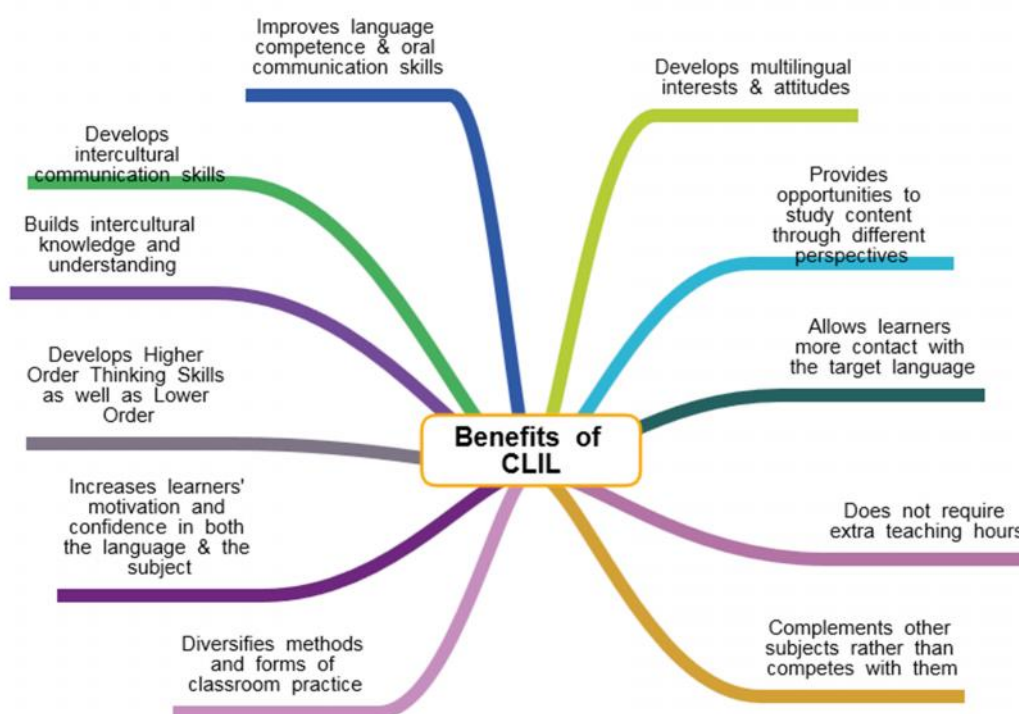 Improves language
competence & oral
communication skills
Develops multilingual
interests & attitudes
Develops
intercultural
communication skills
Provides
opportunities to
study content
through different
perspectives
Builds intercultural
knowledge and
understanding
Allows learners
more contact with
the target language
Develops Higher
Order Thinking Skills
as well as Lower
Order
Benefits of
CLIL
Increases learners'
motivation and
confidence in both
the language & the
subject
Does not require
extra teaching hours
Diversifies methods
and forms of
classroom practice
Complements other
subjects rather than
competes with them